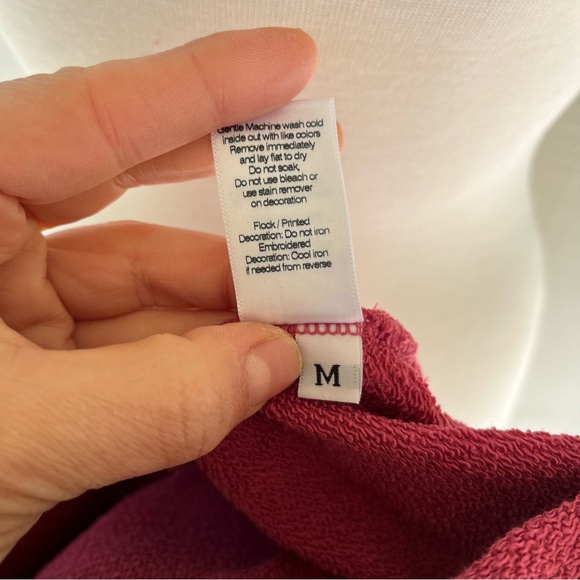 Gentle Machine wash cold
inside out with like colors
Remove immediately
and lay flat to dry
Do not soak,
Do not use bleach or
use stain remover
on decoration
Flock / Printed
Decoration: Do not iron
Embroidered
Decoration: Cool iron
if needed from reverse
M